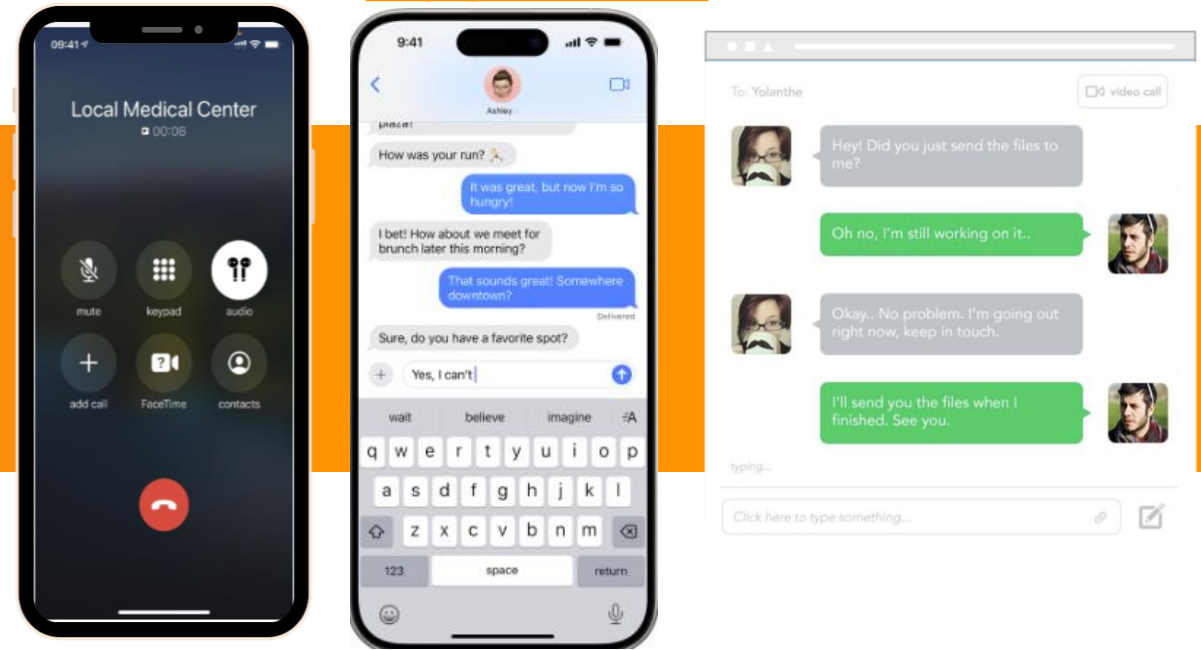 09:41
Local Medical Center
00:08
mute
keypad
audio
add call
FaceTime
contacts
9:41
Ashley
plaza!
How was your run?
It was great, but now I'm so
hungry!
I bet! How about we meet for
brunch later this morning?
That sounds great! Somewhere
downtown?
Delivered
Sure, do you have a favorite spot?
Yes, I can't
wait
believe
imagine
q w e r t y u i o p
a s d f g h j k l
z x c v b n m
123
space
return
To: Yolanthe
video call
Hey! Did you just send the files to
me?
Oh no, I'm still working on it..
Okay.. No problem. I'm going out
right now, keep in touch.
I'll send you the files when I
finished. See you.
typing...
Click here to type something...